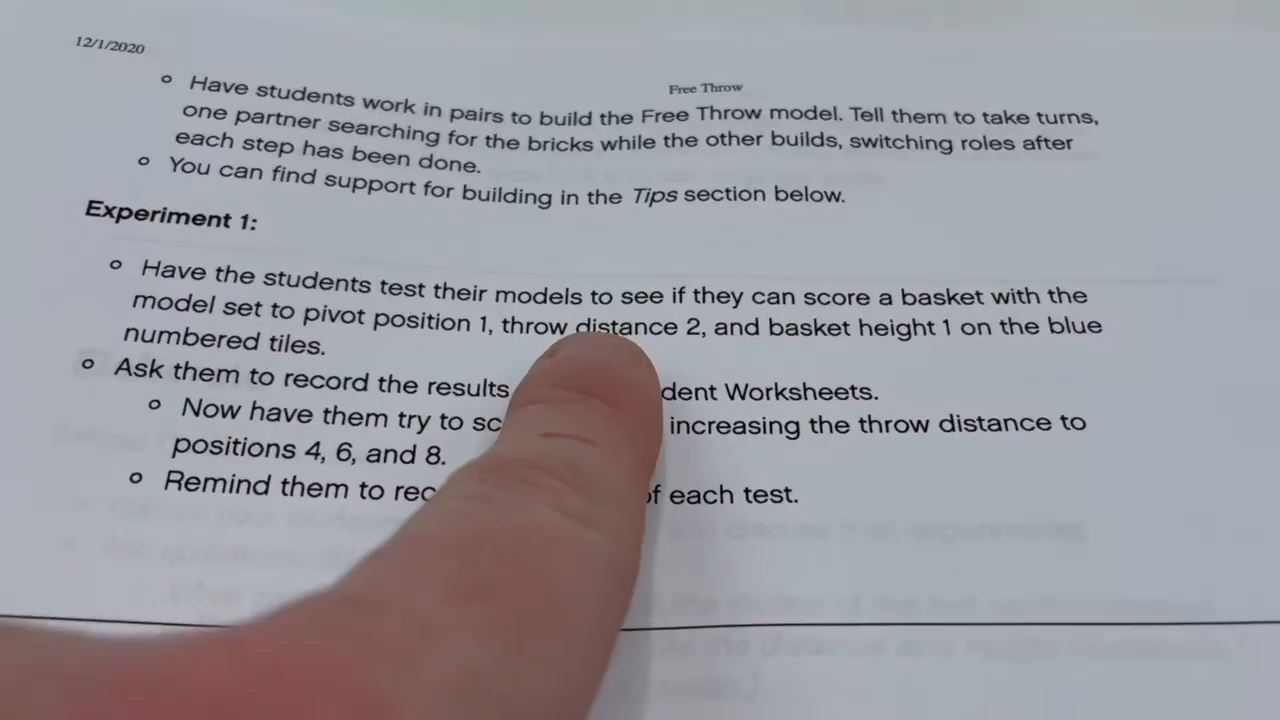 12/1/2020
Free Throw
o Have students work in pairs to build the Free Throw model. Tell them to take turns,
one partner searching for the bricks while the other builds, switching roles after
each step has been done.
o You can find support for building in the Tips section below.
Experiment 1:
o Have the students test their models to see if they can score a basket with the
model set to pivot position 1, throw distance 2, and basket height 1 on the blue
numbered tiles.
o Ask them to record the results dent Worksheets.
o Now have them try to sc increasing the throw distance to
positions 4, 6, and 8.
o Remind them to rec of each test.